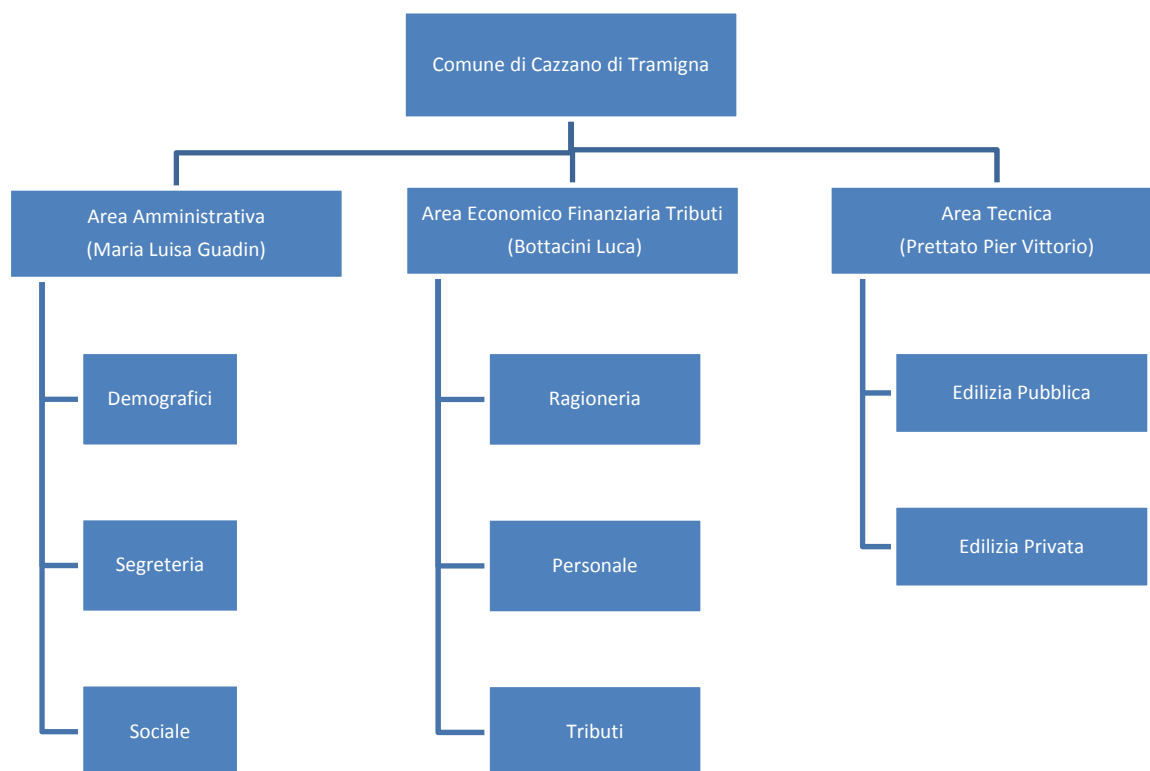 Comune di Cazzano di Tramigna
Area Amministrativa
(Maria Luisa Guadin)
Area Economico Finanziaria Tributi
(Bottacini Luca)
Area Tecnica
(Prettato Pier Vittorio)
Demografici
Segreteria
Sociale
Ragioneria
Personale
Tributi
Edilizia Pubblica
Edilizia Privata